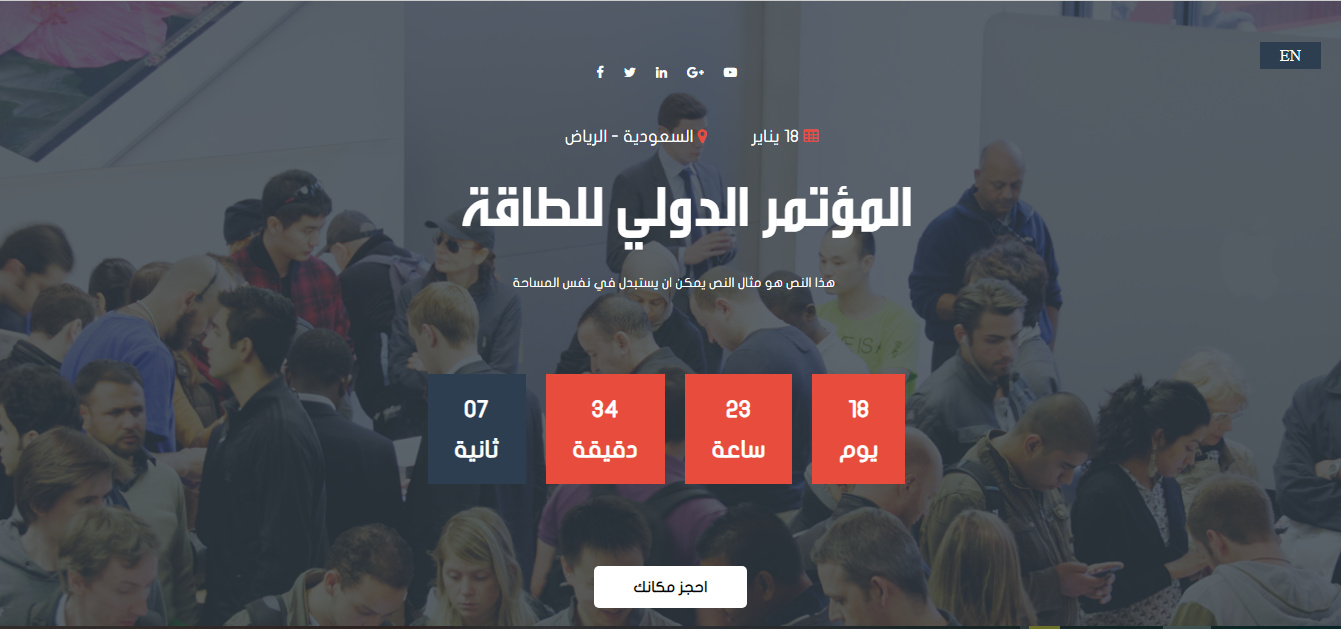 EN
18 يناير
السعودية - الرياض
المؤتمر الدولي للطاقة
هذا النص هو مثال النص يمكن ان يستبدل في نفس المساحة
18
يوم
23
ساعة
34
دقيقة
07
ثانية
احجز مكانك